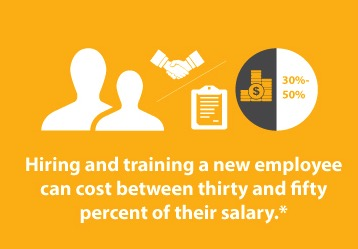 30%-
50%
$
Hiring and training a new employee
can cost between thirty and fifty
percent of their salary.*